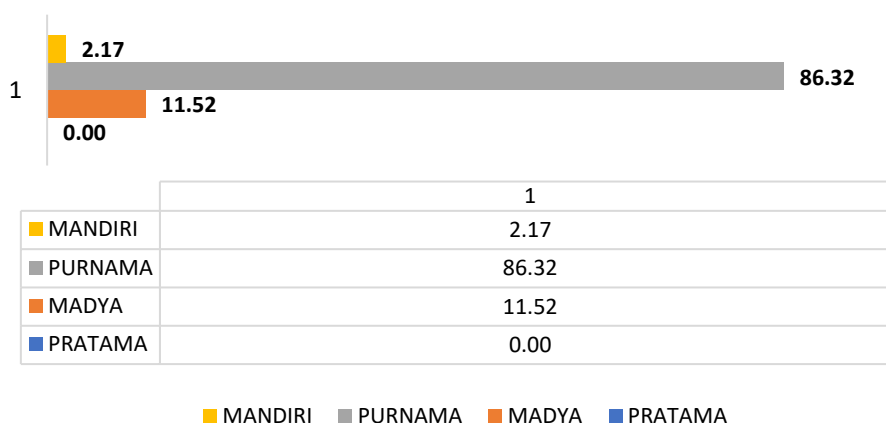 2.17
86.32
1
11.52
0.00
1
MANDIRI 2.17
PURNAMA 86.32
MADYA 11.52
PRATAMA 0.00
MANDIRI PURNAMA MADYA PRATAMA